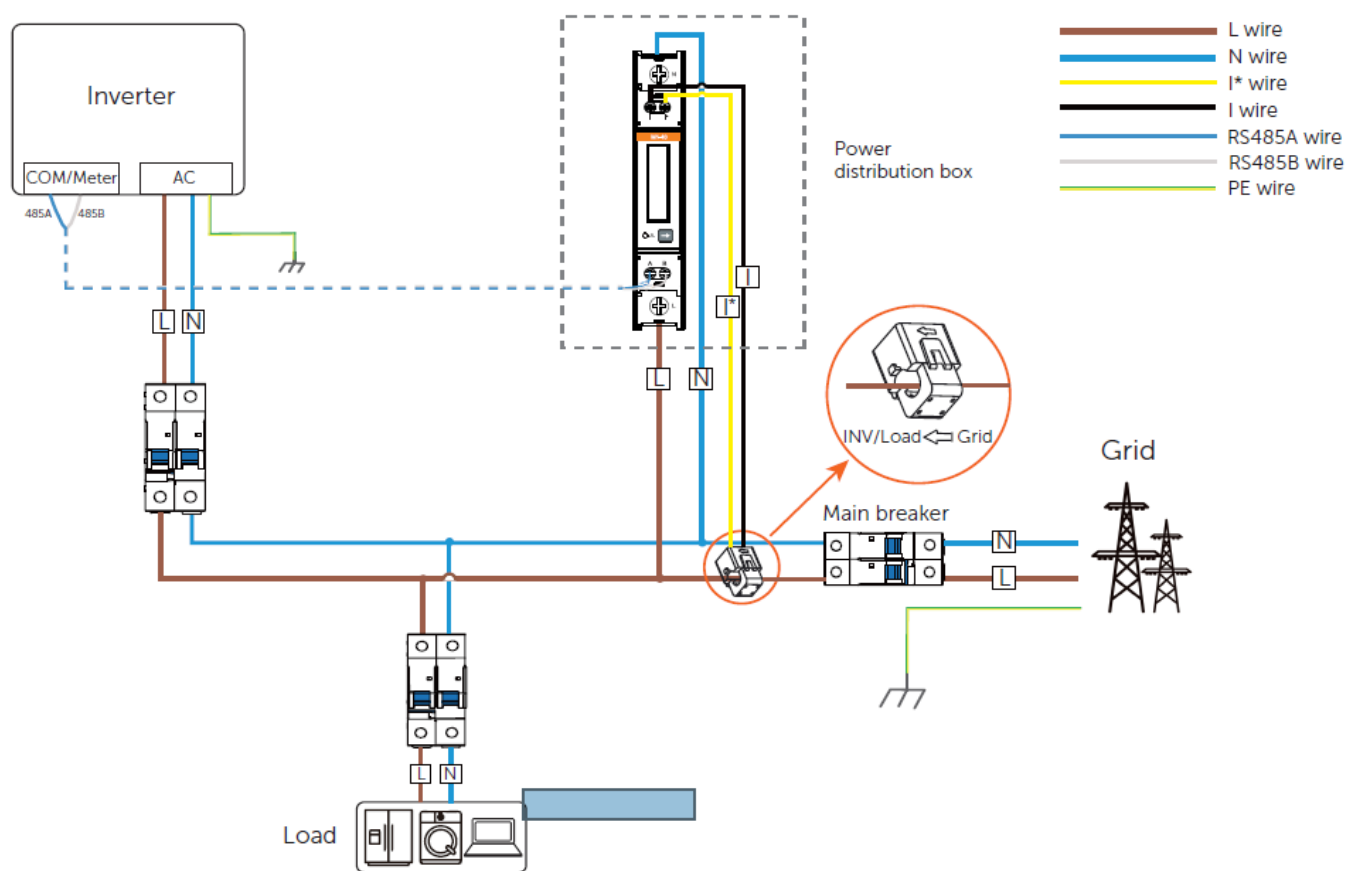 Inverter
COM/Meter
AC
485A
485B
L
N
N
A B
L
Power
distribution box
I
I*
L
N
L wire
N wire
I* wire
I wire
RS485A wire
RS485B wire
PE wire
INV/Load
Grid
Grid
Main breaker
N
L
L
N
Load